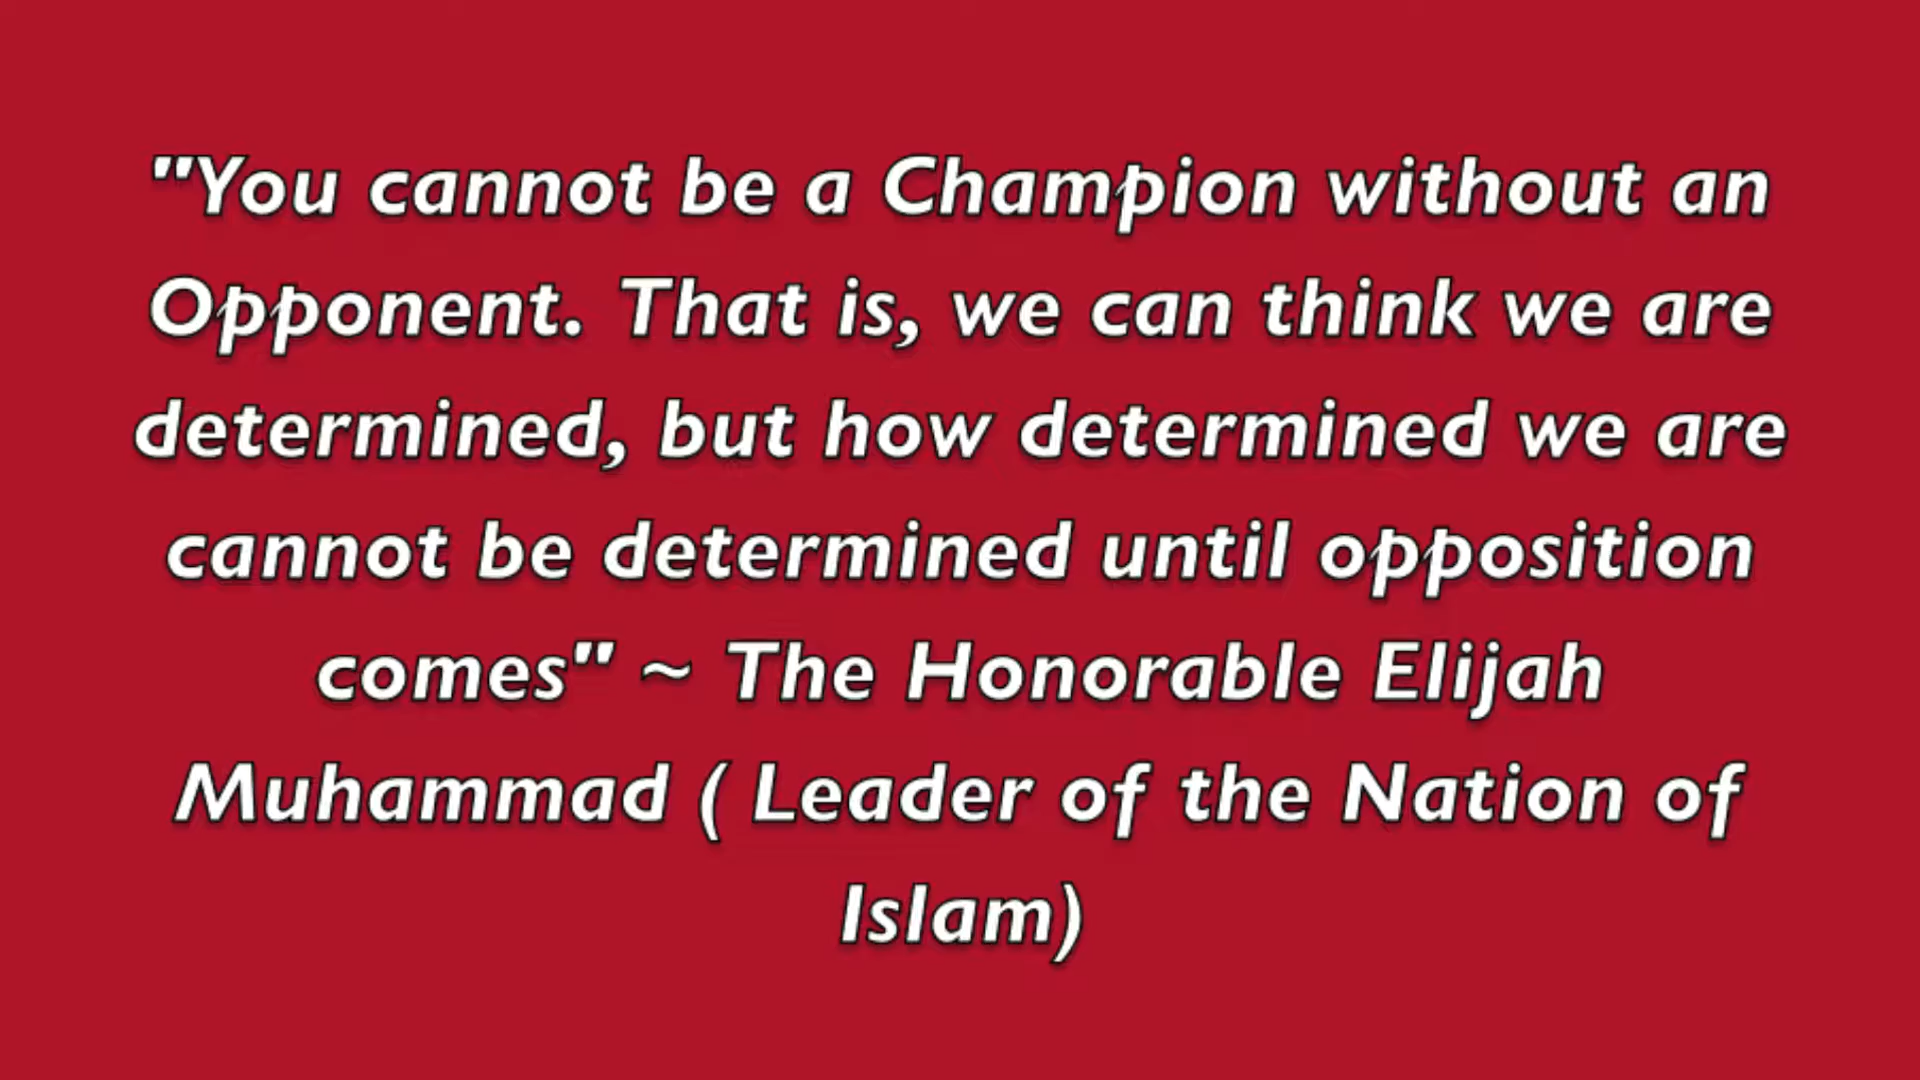 "You cannot be a Champion without an
Opponent. That is, we can think we are
determined, but how determined we are
cannot be determined until opposition
comes" ~ The Honorable Elijah
Muhammad ( Leader of the Nation of
Islam)